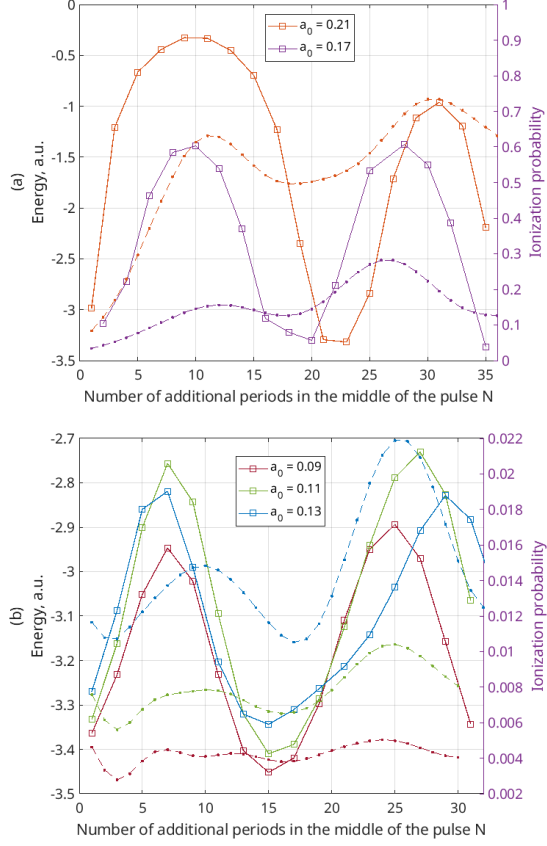 0
-0.5
-1
-1.5
-2
-2.5
-3
-3.5
(a)
Energy, a.u.
a0 = 0.21
a0 = 0.17
1
0.9
0.8
0.7
0.6
0.5
0.4
0.3
0.2
0.1
0
Ionization probability
0 5 10 15 20 25 30 35
Number of additional periods in the middle of the pulse N
-2.7
-2.8
-2.9
-3
-3.1
-3.2
-3.3
-3.4
-3.5
(b)
Energy, a.u.
a0 = 0.09
a0 = 0.11
a0 = 0.13
0.022
0.02
0.018
0.016
0.014
0.012
0.01
0.008
0.006
0.004
0.002
Ionization probability
0 5 10 15 20 25 30
Number of additional periods in the middle of the pulse N